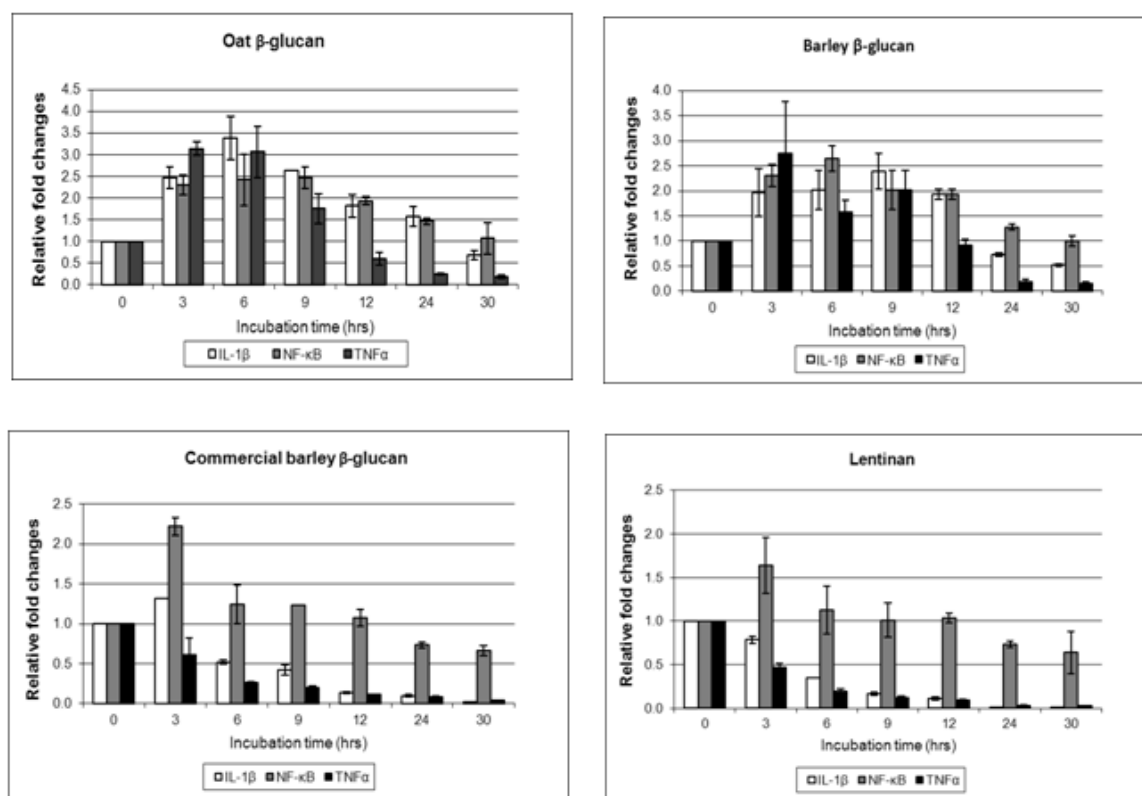 Oat β-glucan
Relative fold changes
4.5
4.0
3.5
3.0
2.5
2.0
1.5
1.0
0.5
0.0
0 3 6 9 12 24 30
Incubation time (hrs)
IL-1β NF-κB TNFα
Barley β-glucan
Relative fold changes
4.0
3.5
3.0
2.5
2.0
1.5
1.0
0.5
0.0
0 3 6 9 12 24 30
Incbation time (hrs)
IL-1β NF-κB TNFα
Commercial barley β-glucan
Relative fold changes
2.5
2.0
1.5
1.0
0.5
0.0
0 3 6 9 12 24 30
Incubation time (hrs)
IL-1β NF-κB TNFα
Lentinan
Relative fold changes
2.5
2.0
1.5
1.0
0.5
0.0
0 3 6 9 12 24 30
Incubation time (hrs)
IL-1β NF-κB TNFα